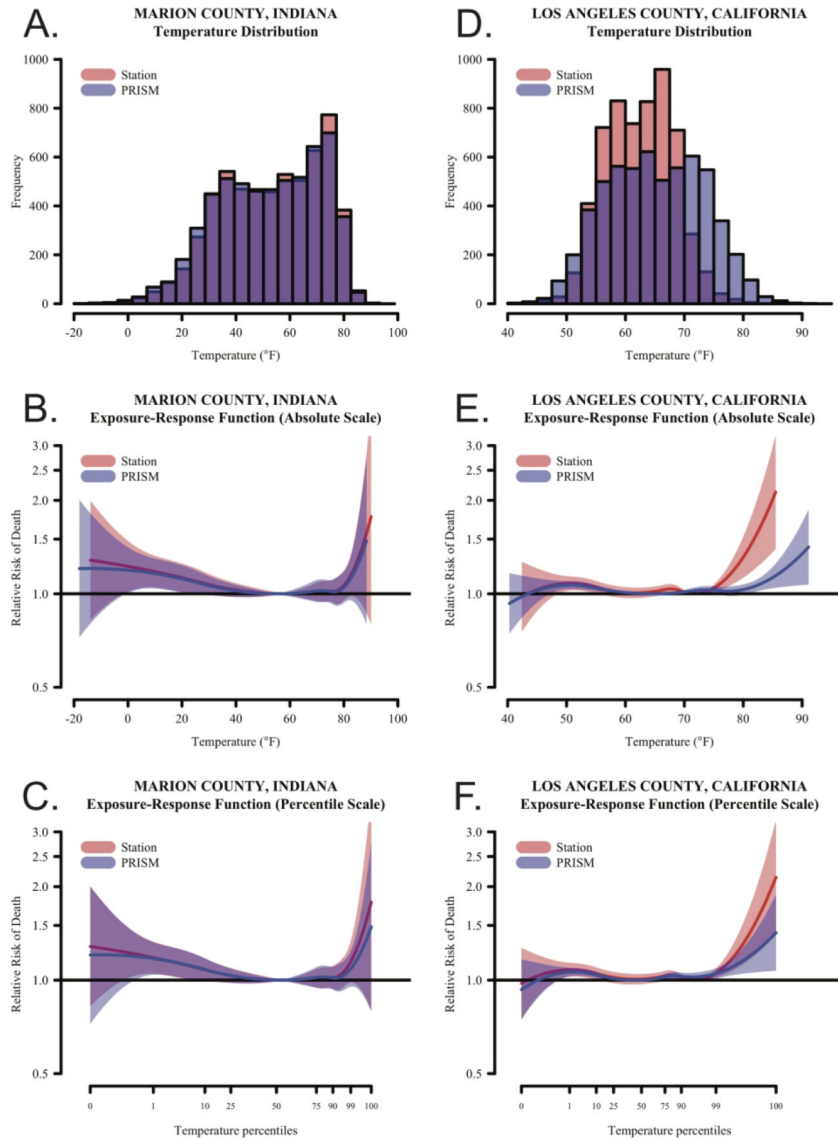 A.
MARION COUNTY, INDIANA
Temperature Distribution
Station
PRISM
Frequency
1000
800
600
400
200
0
-20 0 20 40 60 80 100
Temperature (°F)
D.
LOS ANGELES COUNTY, CALIFORNIA
Temperature Distribution
Station
PRISM
Frequency
1000
800
600
400
200
0
40 50 60 70 80 90
Temperature (°F)
B.
MARION COUNTY, INDIANA
Exposure-Response Function (Absolute Scale)
Station
PRISM
Relative Risk of Death
3.0
2.5
2.0
1.5
1.0
0.5
-20 0 20 40 60 80 100
Temperature (°F)
E.
LOS ANGELES COUNTY, CALIFORNIA
Exposure-Response Function (Absolute Scale)
Station
PRISM
Relative Risk of Death
3.0
2.5
2.0
1.5
1.0
0.5
40 50 60 70 80 90
Temperature (°F)
C.
MARION COUNTY, INDIANA
Exposure-Response Function (Percentile Scale)
Station
PRISM
Relative Risk of Death
3.0
2.5
2.0
1.5
1.0
0.5
0 1 10 25 50 75 90 99 100
Temperature percentiles
F.
LOS ANGELES COUNTY, CALIFORNIA
Exposure-Response Function (Percentile Scale)
Station
PRISM
Relative Risk of Death
3.0
2.5
2.0
1.5
1.0
0.5
0 1 10 25 50 75 90 99 100
Temperature percentiles